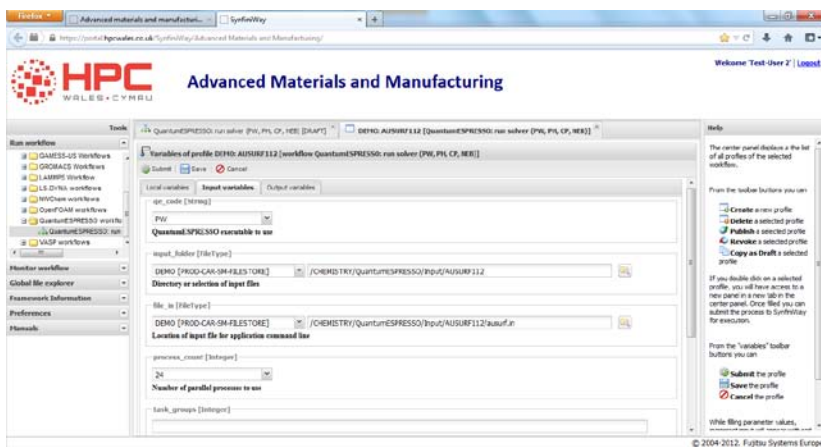 Firefox
Advanced materials and manufacturi...
SynfiniWay
https://portal.hpcwales.co.uk/SynfiniWay/Advanced Materials and Manufacturing/
HPC
WALES•CYMRU
Advanced Materials and Manufacturing
Welcome 'Test-User 2' | Logout
Tools
Run workflow
GAMESS-US Workflows
GROMACS Workflows
LAMMPS Workflow
LS-DYNA workflows
NWChem workflows
OpenFOAM workflows
QuantumESPRESSO workflo
QuantumESPRESSO: run
VASP workflows
Monitor workflow
Global file explorer
Framework Information
Preferences
Manuals
QuantumESPRESSO: run solver (PW, PH, CP, NEB) [DRAFT]
DEMO: AUSURF112 [QuantumESPRESSO: run solver (PW, PH, CP, NEB)]
Variables of profile DEMO: AUSURF112 [workflow QuantumESPRESSO: run solver (PW, PH, CP, NEB)]
Submit
Save
Cancel
Local variables
Input variables
Output variables
qe_code [String]
PW
QuantumESPRESSO executable to use
input_folder [FileType]
DEMO [PROD-CAR-SM-FILESTORE]
/CHEMISTRY/QuantumESPRESSO/Input/AUSURF112
Directory or selection of input files
file_in [FileType]
DEMO [PROD-CAR-SM-FILESTORE]
/CHEMISTRY/QuantumESPRESSO/Input/AUSURF112/ausurf.in
Location of input file for application command line
process_count [Integer]
24
Number of parallel processes to use
task_groups [Integer]
Help
The center panel displays a the list
of all profiles of the selected
workflow.
From the toolbar buttons you can
Create a new profile
Delete a selected profile
Publish a selected profile
Revoke a selected profile
Copy as Draft a selected
profile
If you double click on a selected
profile, you will have access to a
new panel in a new tab in the
center panel. Once filled you can
submit the process to SynfiniWay
for execution.
From the "variables" toolbar
buttons you can
Submit the profile
Save the profile
Cancel the profile
While filling parameter values,
© 2004-2012. Fujitsu Systems Europe